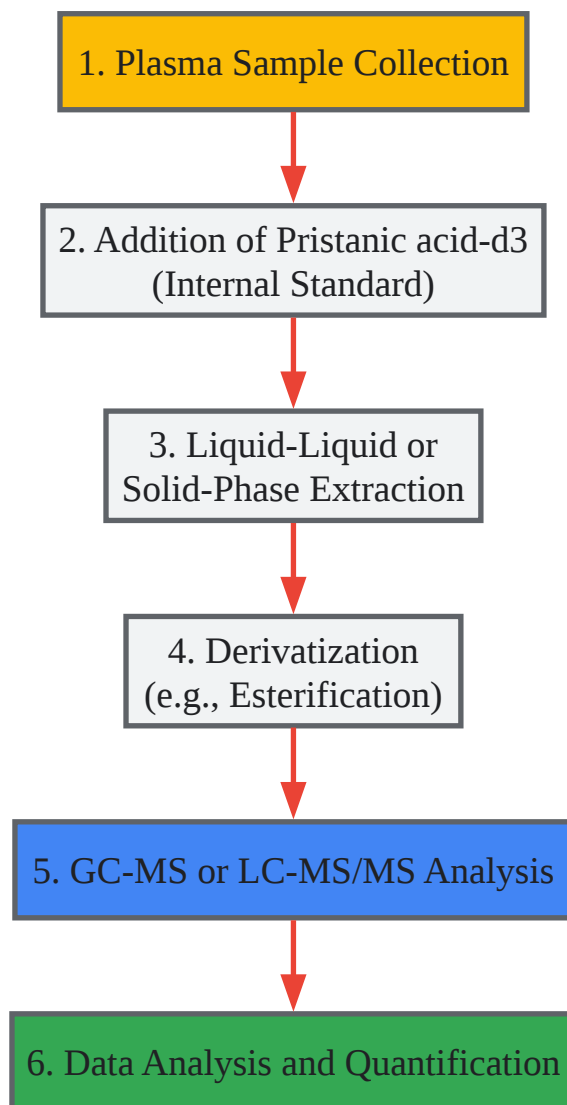 1. Plasma Sample Collection
2. Addition of Pristanic acid-d3
(Internal Standard)
3. Liquid-Liquid or
Solid-Phase Extraction
4. Derivatization
(e.g., Esterification)
5. GC-MS or LC-MS/MS Analysis
6. Data Analysis and Quantification